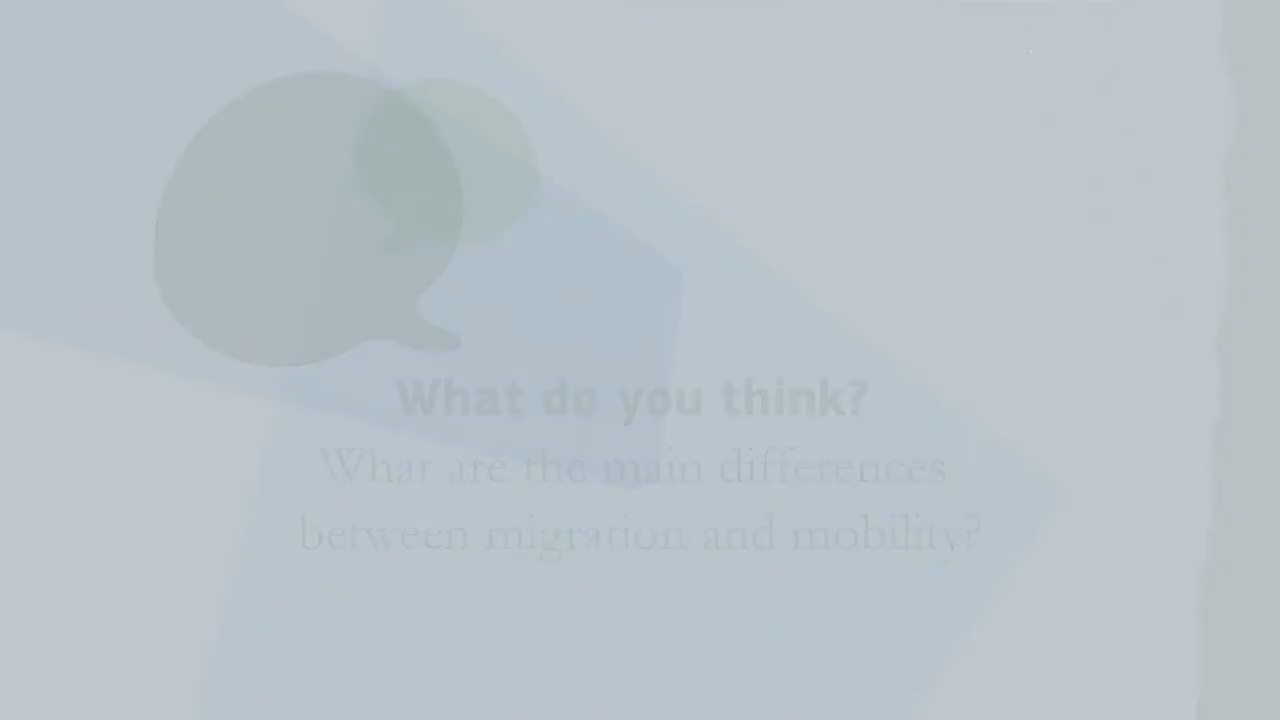 What do you think?
What are the main differences
between migration and mobility?